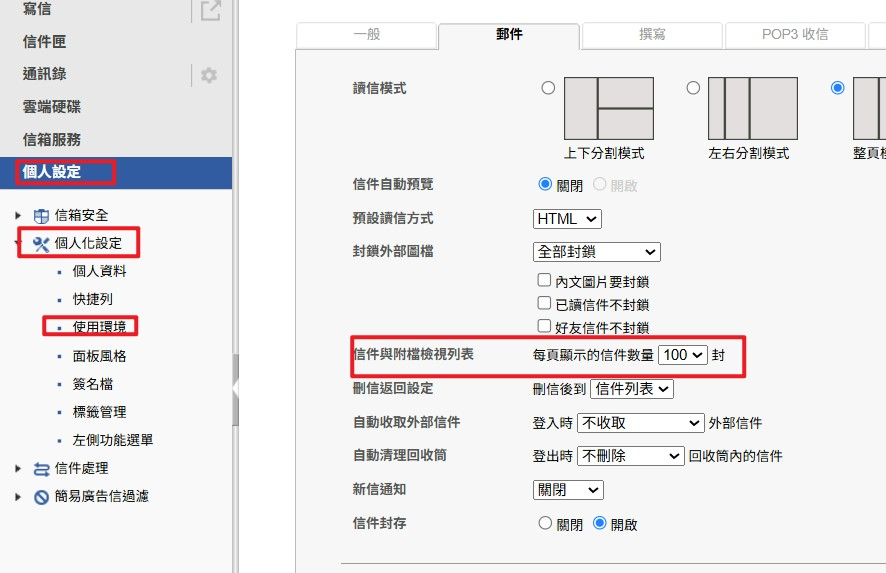 寫信
信件匣
通訊錄
雲端硬碟
信箱服務
個人設定
信箱安全
個人化設定
個人資料
快捷列
使用環境
面板風格
簽名檔
標籤管理
左側功能選單
信件處理
簡易廣告信過濾
一般 郵件 撰寫 POP3 收信
讀信模式
上下分割模式 左右分割模式 整頁模
信件自動預覽 關閉 開啟
預設讀信方式 HTML
封鎖外部圖檔 全部封鎖
內文圖片要封鎖
已讀信件不封鎖
好友信件不封鎖
信件與附檔檢視列表 每頁顯示的信件數量 100 封
刪信返回設定 刪信後到 信件列表
自動收取外部信件 登入時 不收取 外部信件
自動清理回收筒 登出時 不刪除 回收筒內的信件
新信通知 關閉
信件封存 關閉 開啟